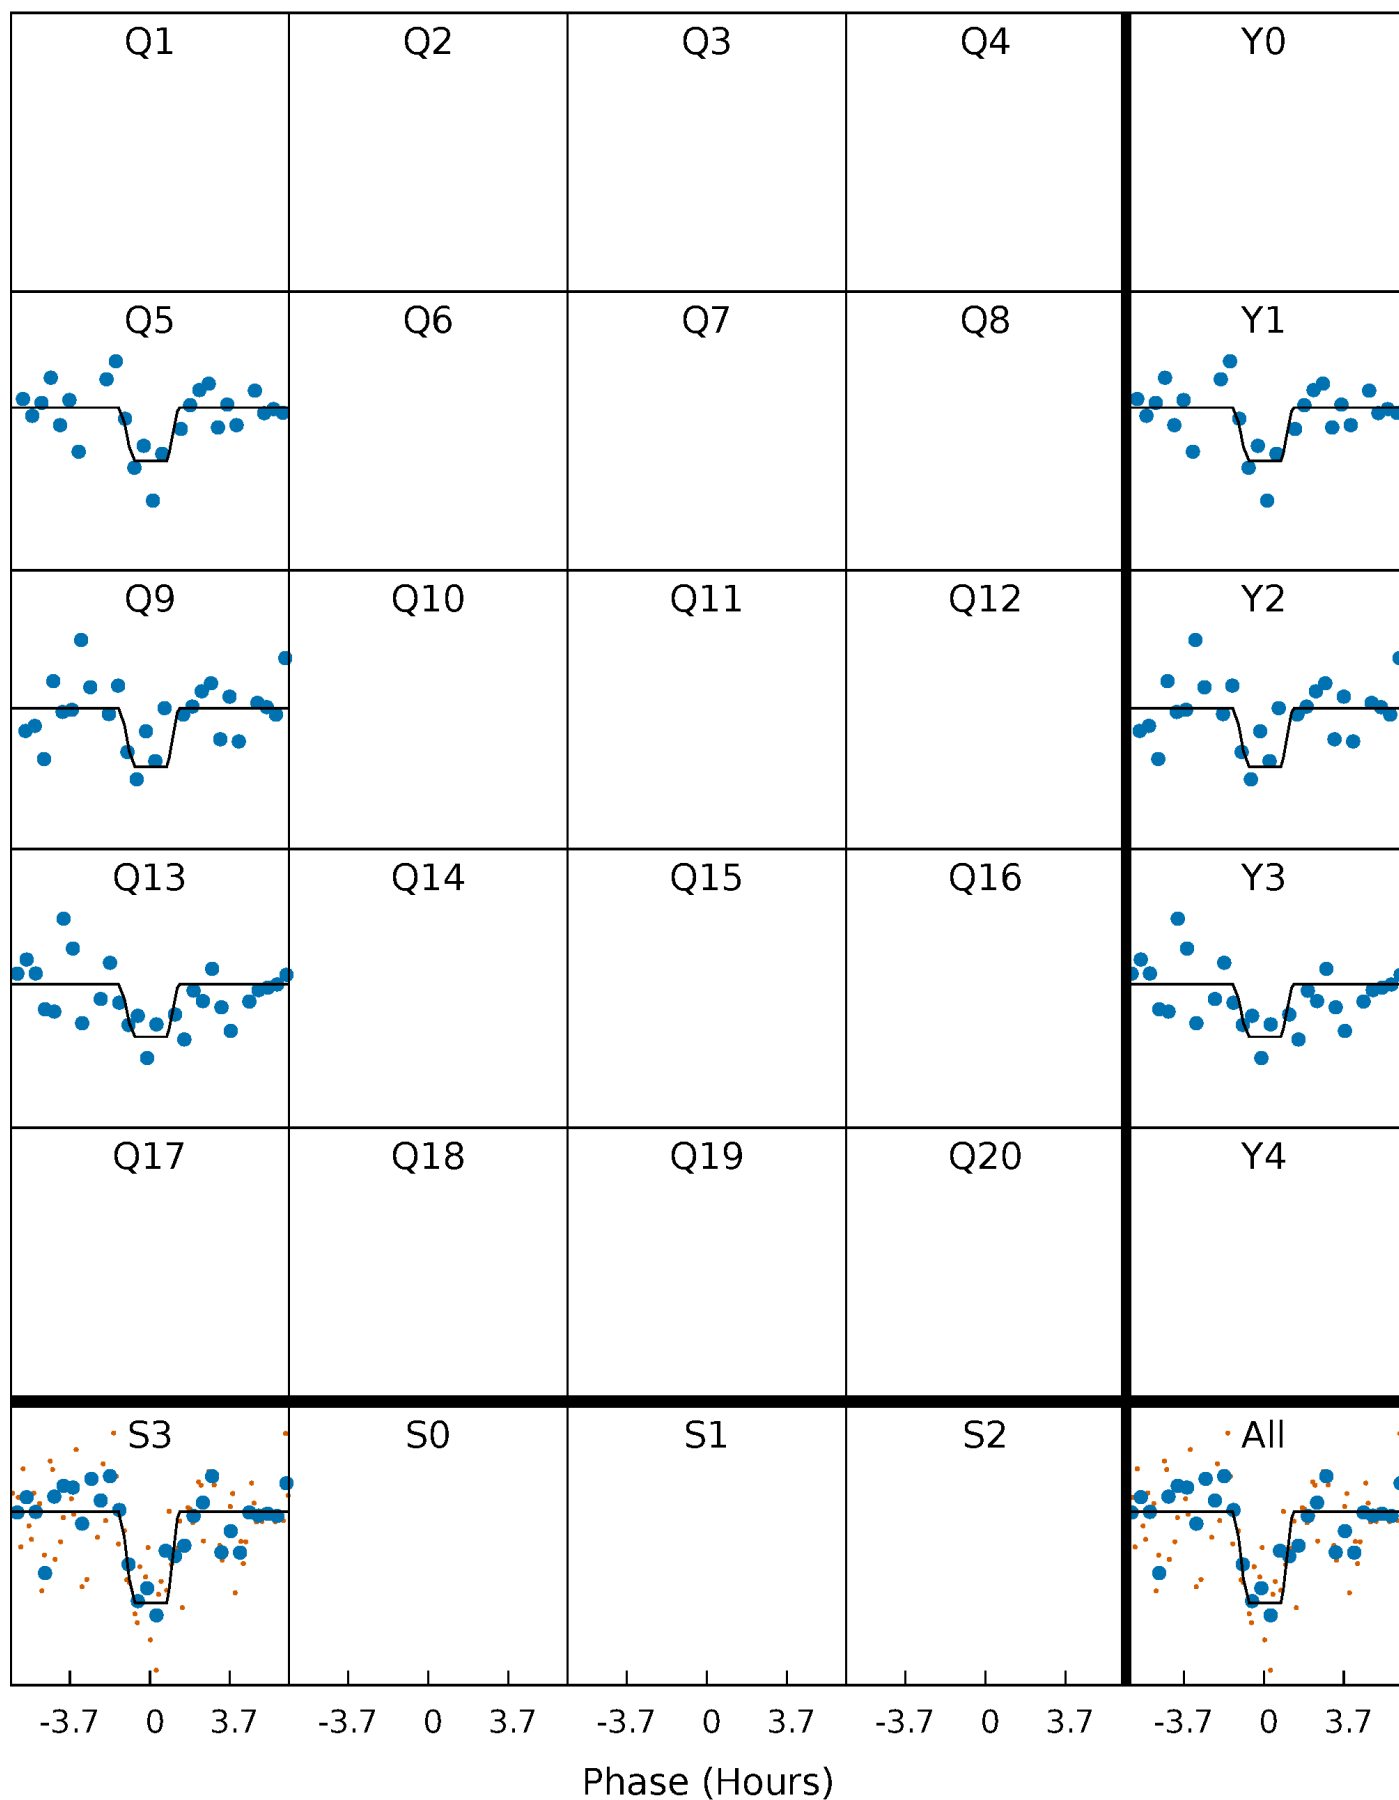 Q1 Q2 Q3 Q4 Y0
Q5 Q6 Q7 Q8 Y1
Q9 Q10 Q11 Q12 Y2
Q13 Q14 Q15 Q16 Y3
Q17 Q18 Q19 Q20 Y4
S3 S0 S1 S2 All
-3.7 0 3.7 -3.7 0 3.7 -3.7 0 3.7 -3.7 0 3.7 -3.7 0 3.7
Phase (Hours)